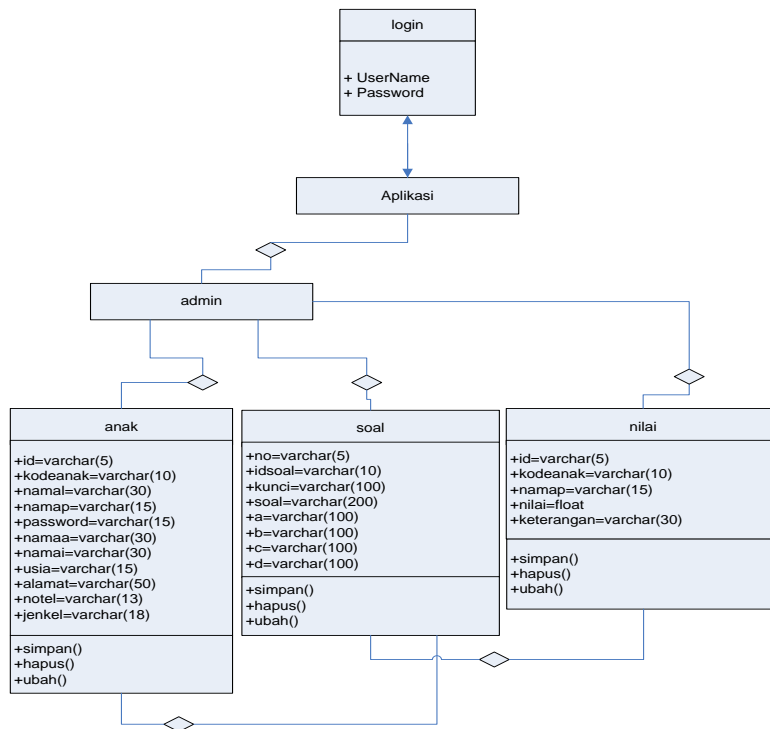 login
+ UserName
+ Password
Aplikasi
admin
anak
+id=varchar(5)
+kodeanak=varchar(10)
+namal=varchar(30)
+namap=varchar(15)
+password=varchar(15)
+namaa=varchar(30)
+namai=varchar(30)
+usia=varchar(15)
+alamat=varchar(50)
+notel=varchar(13)
+jenkel=varchar(18)
+simpan()
+hapus()
+ubah()
soal
+no=varchar(5)
+idsoal=varchar(10)
+kunci=varchar(100)
+soal=varchar(200)
+a=varchar(100)
+b=varchar(100)
+c=varchar(100)
+d=varchar(100)
+simpan()
+hapus()
+ubah()
nilai
+id=varchar(5)
+kodeanak=varchar(10)
+namap=varchar(15)
+nilai=float
+keterangan=varchar(30)
+simpan()
+hapus()
+ubah()